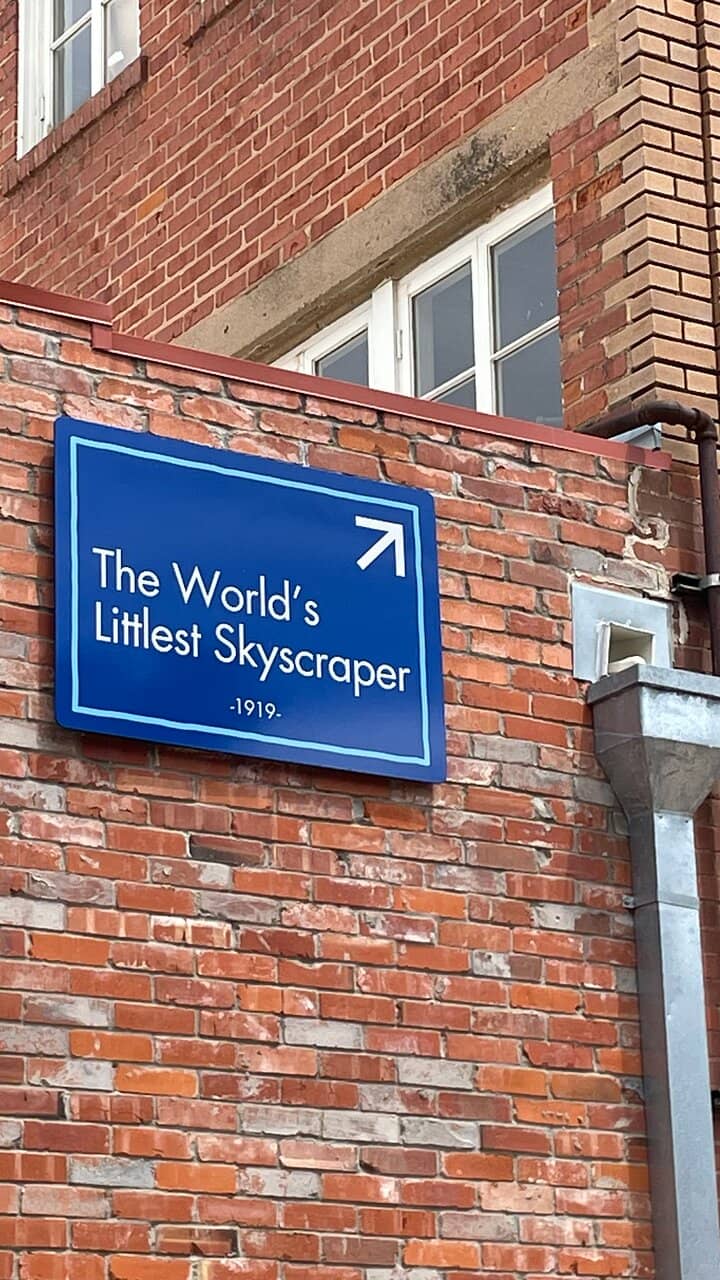 The World's
Littlest Skyscraper
-1919-